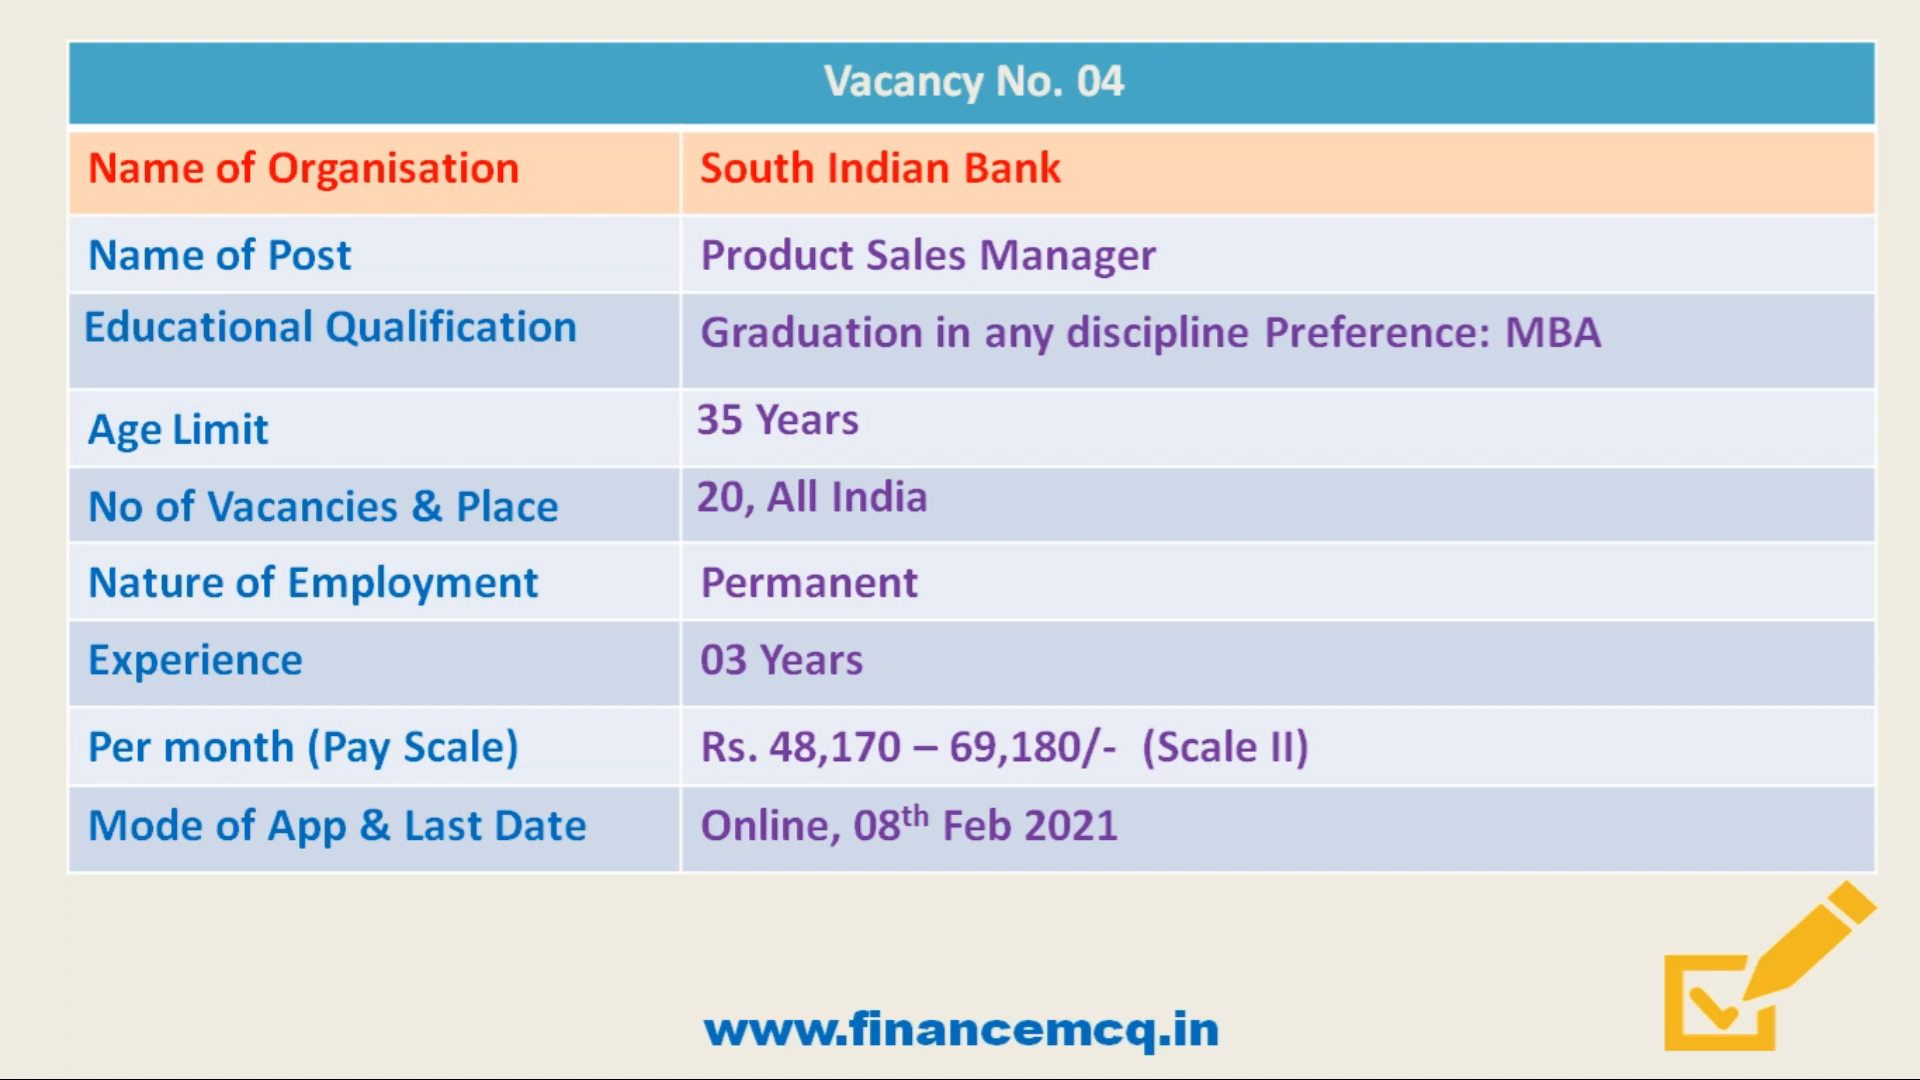 Vacancy No. 04
Name of Organisation South Indian Bank
Name of Post Product Sales Manager
Educational Qualification Graduation in any discipline Preference: MBA
Age Limit 35 Years
No of Vacancies & Place 20, All India
Nature of Employment Permanent
Experience 03 Years
Per month (Pay Scale) Rs. 48,170 – 69,180/- (Scale II)
Mode of App & Last Date Online, 08th Feb 2021
www.financemcq.in